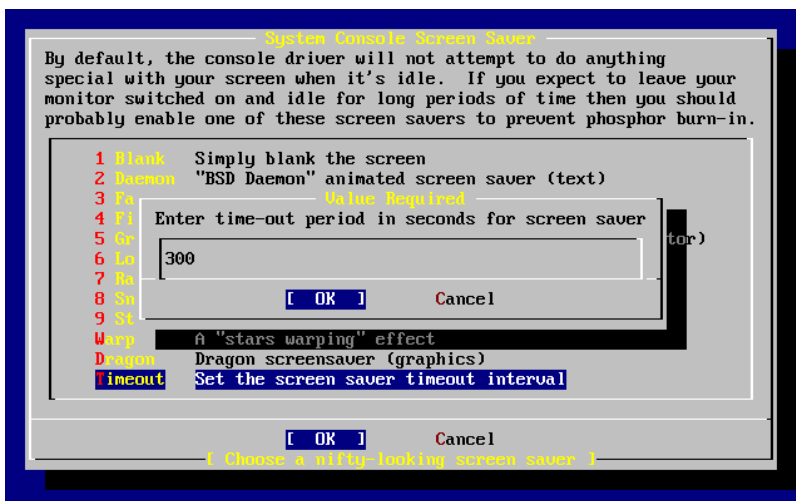 System Console Screen Saver
By default, the console driver will not attempt to do anything
special with your screen when it's idle. If you expect to leave your
monitor switched on and idle for long periods of time then you should
probably enable one of these screen savers to prevent phosphor burn-in.
1 Blank Simply blank the screen
2 Daemon "BSD Daemon" animated screen saver (text)
3 Fa
Value Required
4 Fi
Enter time-out period in seconds for screen saver
5 Gr
tor)
6 Lo
300
7 Ra
8 Sn
[ OK ] Cancel
9 St
Warp A "stars warping" effect
Dragon Dragon screensaver (graphics)
Timeout Set the screen saver timeout interval
[ OK ] Cancel
[ Choose a nifty-looking screen saver ]